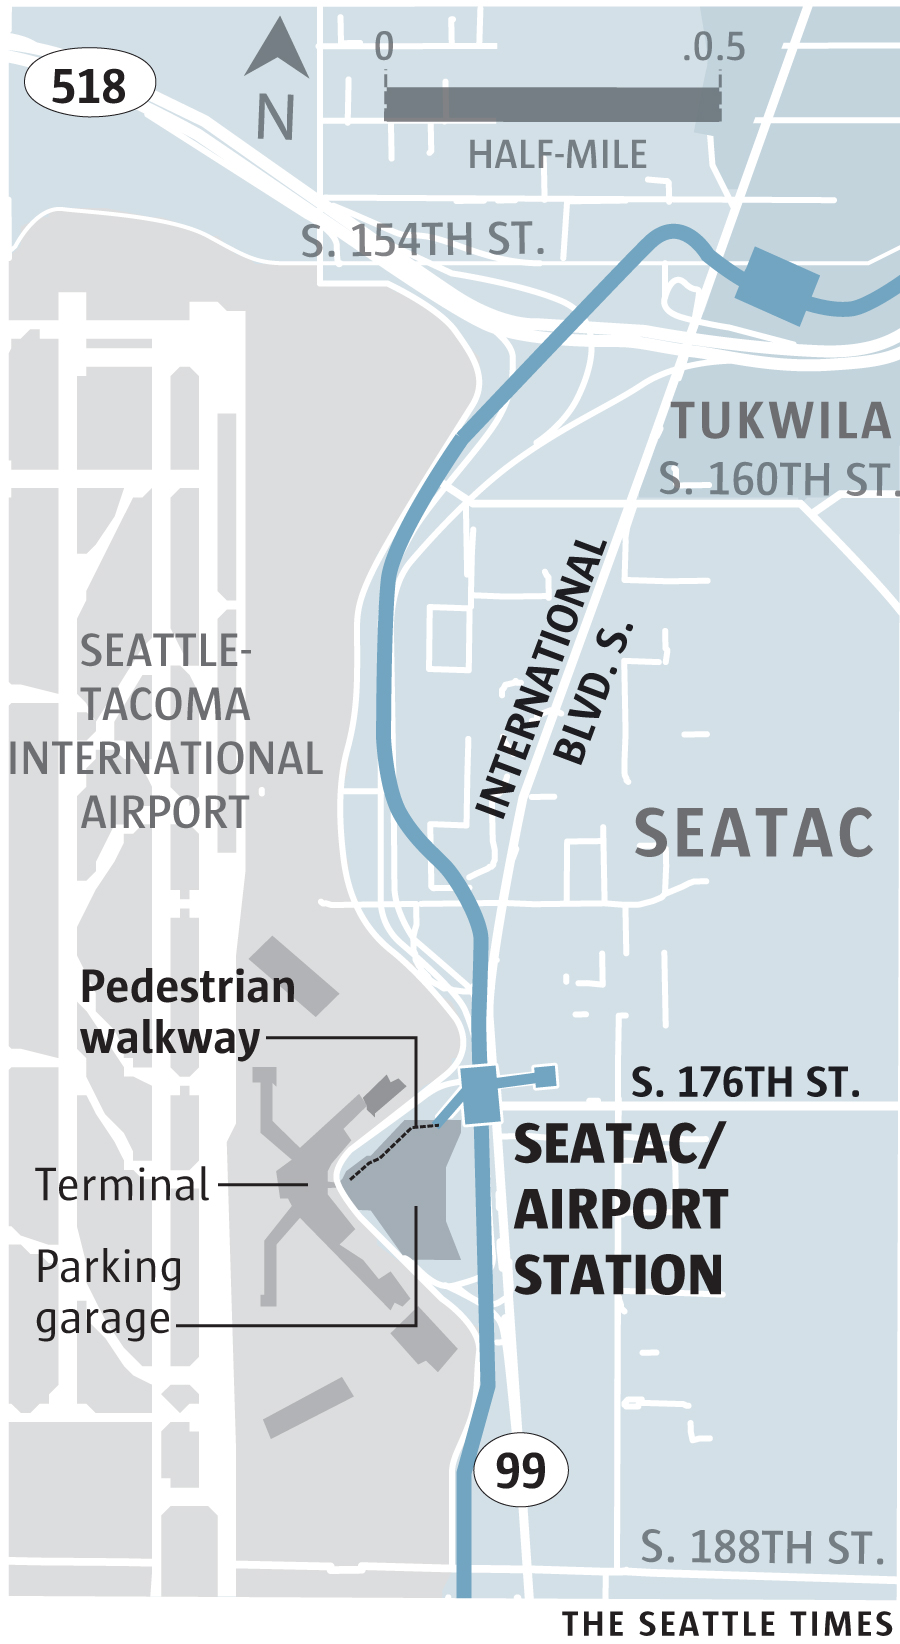 518
N
0
.0.5
HALF-MILE
S. 154TH ST.
TUKWILA
S. 160TH ST.
INTERNATIONAL
BLVD. S.
SEATTLE-
TACOMA
INTERNATIONAL
AIRPORT
SEATAC
Pedestrian
walkway
S. 176TH ST.
SEATAC/
AIRPORT
STATION
Terminal
Parking
garage
99
S. 188TH ST.
THE SEATTLE TIMES